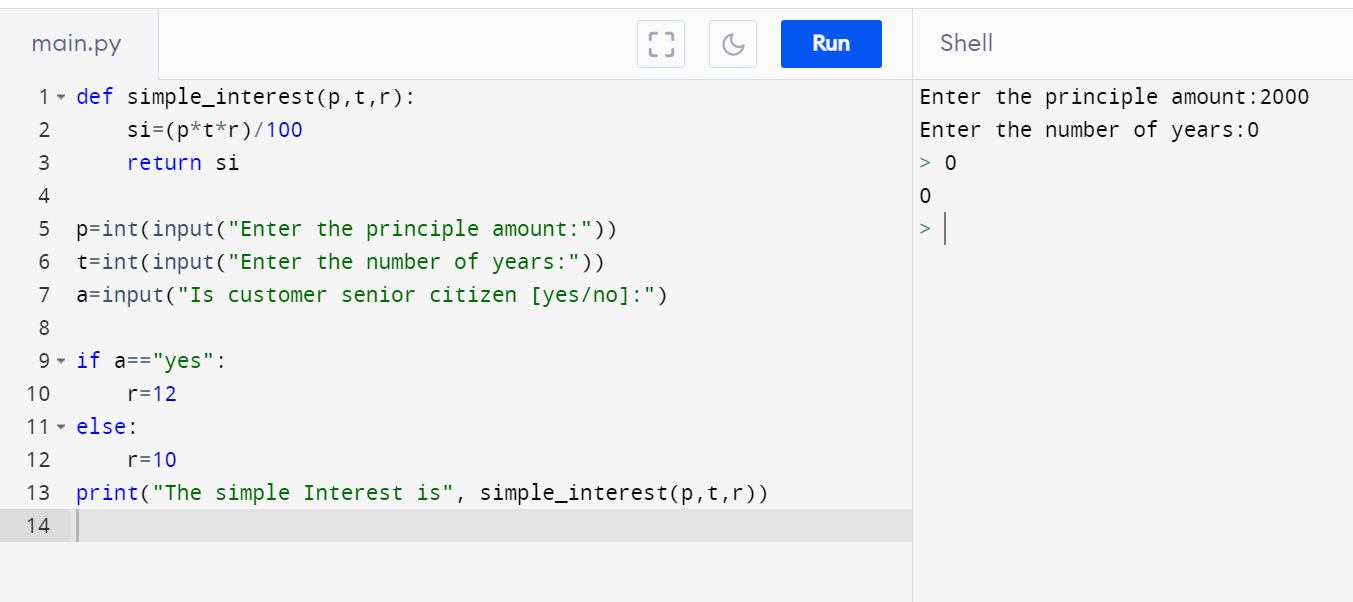 main.py
Run
Shell
1 def simple_interest(p,t,r):
2 si=(p*t*r)/100
3 return si
4
5 p=int(input("Enter the principle amount:"))
6 t=int(input("Enter the number of years:"))
7 a=input("Is customer senior citizen [yes/no]:")
8
9 if a=="yes":
10 r=12
11 else:
12 r=10
13 print("The simple Interest is", simple_interest(p,t,r))
14
Enter the principle amount:2000
Enter the number of years:0
> 0
0
>